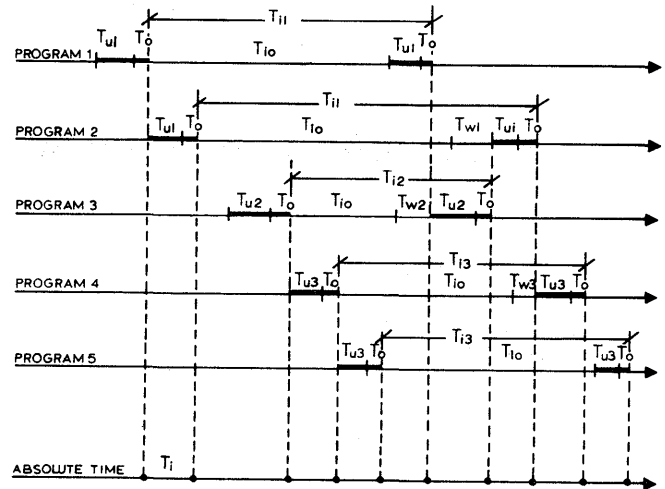 Ti1
Tu1 To Tio Tu1 To
PROGRAM 1
Ti1
Tu1 To Tio Tw1 Tui To
PROGRAM 2
Ti2
Tu2 To Tio Tw2 Tu2 To
PROGRAM 3
Ti3
Tu3 To Tio Tw3 Tu3 To
PROGRAM 4
Ti3
Tu3 To Tio Tu3 To
PROGRAM 5
Ti
ABSOLUTE TIME